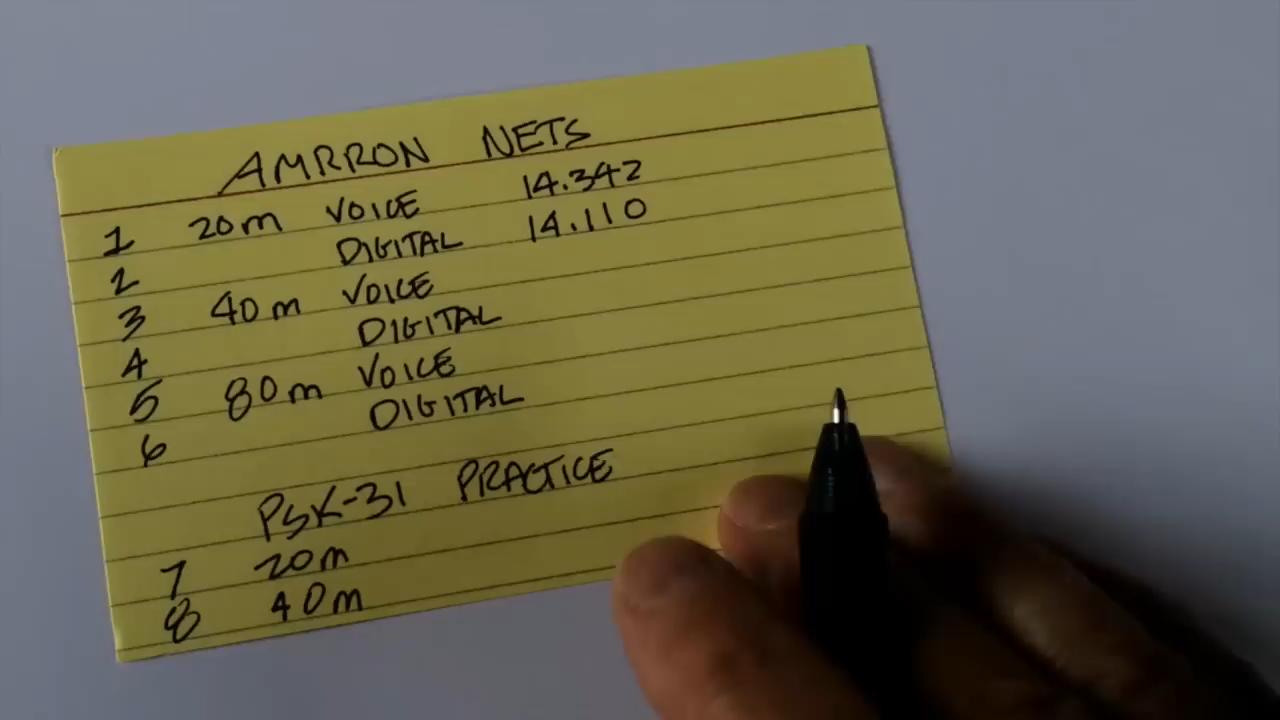 AMRRON NETS
1 20m VOICE 14.342
2 DIGITAL 14.110
3 40m VOICE
4 DIGITAL
5 80m VOICE
6 DIGITAL
PSK-31 PRACTICE
7 20m
8 40m